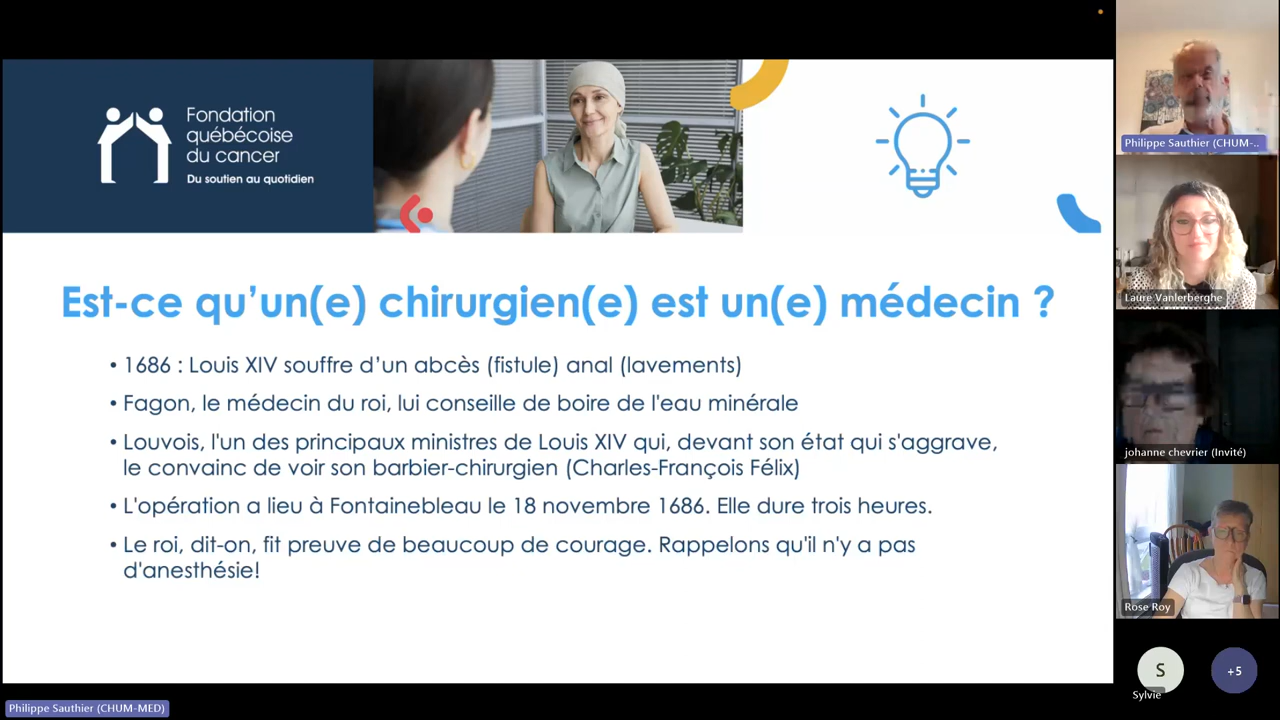 Fondation
québécoise
du cancer
Du soutien au quotidien
Est-ce qu’un(e) chirurgien(e) est un(e) médecin ?
• 1686 : Louis XIV souffre d’un abcès (fistule) anal (lavements)
• Fagon, le médecin du roi, lui conseille de boire de l'eau minérale
• Louvois, l'un des principaux ministres de Louis XIV qui, devant son état qui s'aggrave,
le convainc de voir son barbier-chirurgien (Charles-François Félix)
• L'opération a lieu à Fontainebleau le 18 novembre 1686. Elle dure trois heures.
• Le roi, dit-on, fit preuve de beaucoup de courage. Rappelons qu'il n'y a pas
d'anesthésie!
Philippe Sauthier (CHUM-...
Laure Vanlerberghe
johanne chevrier (Invité)
Rose Roy
S
Sylvie
+5
Philippe Sauthier (CHUM-MED)